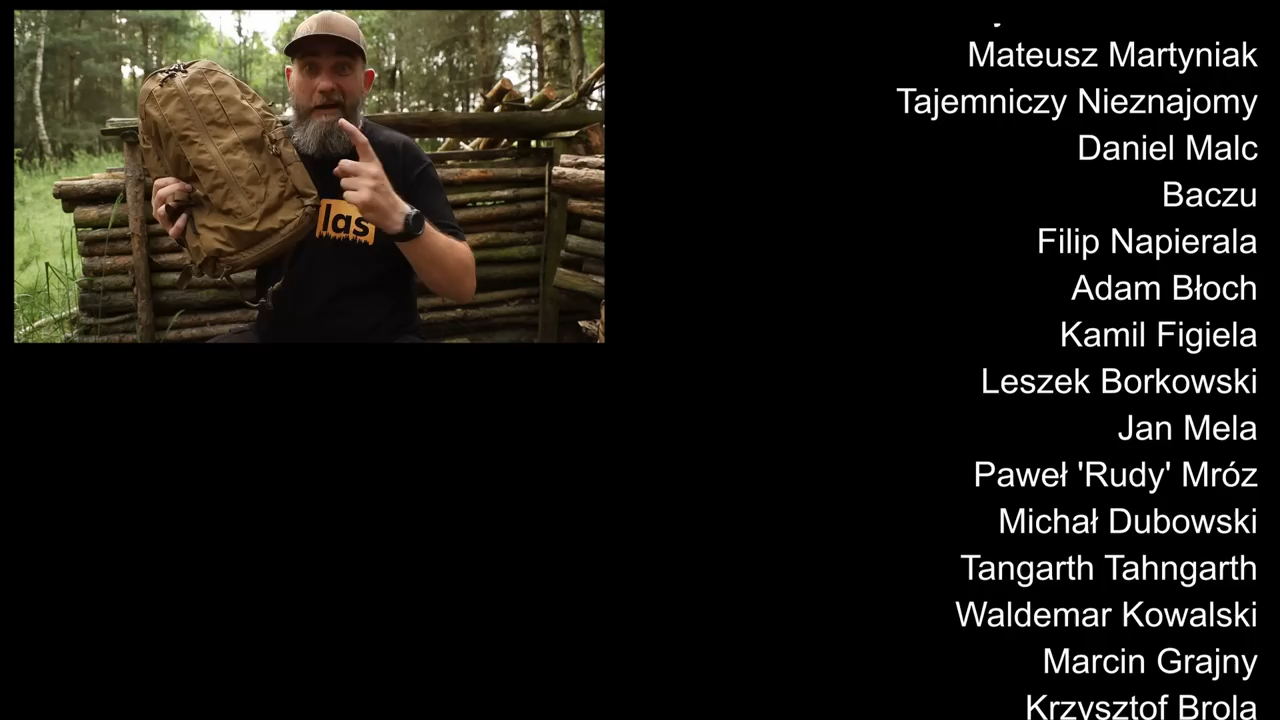 las
Mateusz Martyniak
Tajemniczy Nieznajomy
Daniel Malc
Baczu
Filip Napierala
Adam Błoch
Kamil Figiela
Leszek Borkowski
Jan Mela
Paweł 'Rudy' Mróz
Michał Dubowski
Tangarth Tahngarth
Waldemar Kowalski
Marcin Grajny
Krzysztof Brola